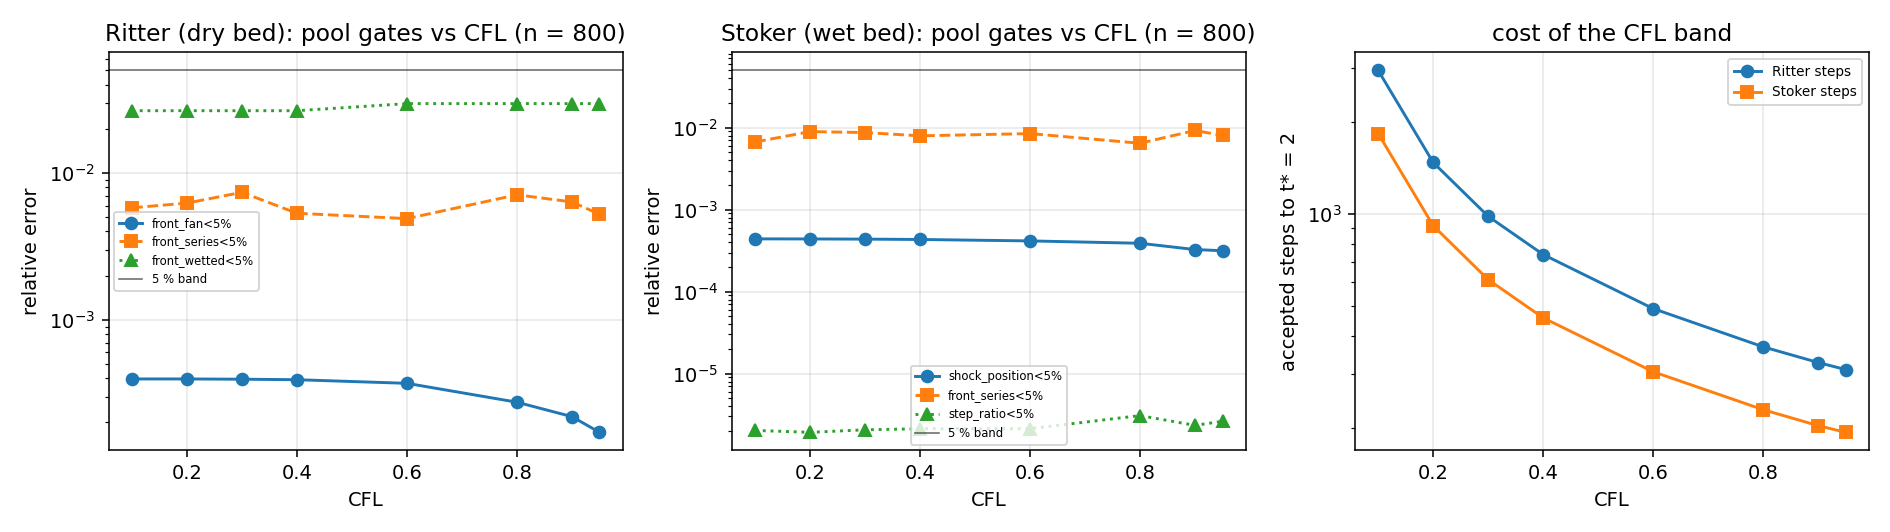 Ritter (dry bed): pool gates vs CFL (n = 800)
relative error
10⁻²
10⁻³
front_fan<5%
front_series<5%
front_wetted<5%
5 % band
0.2 0.4 0.6 0.8
CFL
Stoker (wet bed): pool gates vs CFL (n = 800)
relative error
10⁻²
10⁻³
10⁻⁴
10⁻⁵
shock_position<5%
front_series<5%
step_ratio<5%
5 % band
0.2 0.4 0.6 0.8
CFL
cost of the CFL band
accepted steps to t* = 2
10³
Ritter steps
Stoker steps
0.2 0.4 0.6 0.8
CFL